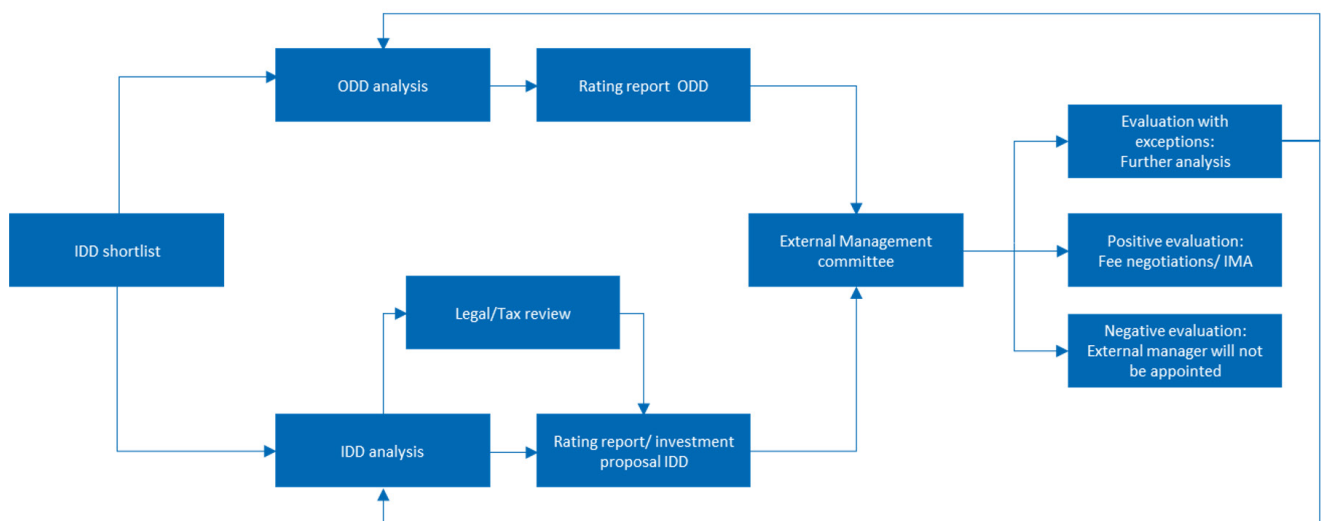 ODD analysis
Rating report ODD
Evaluation with
exceptions:
Further analysis
IDD shortlist
External Management
committee
Positive evaluation:
Fee negotiations/ IMA
Legal/Tax review
Negative evaluation:
External manager will not
be appointed
IDD analysis
Rating report/ investment
proposal IDD